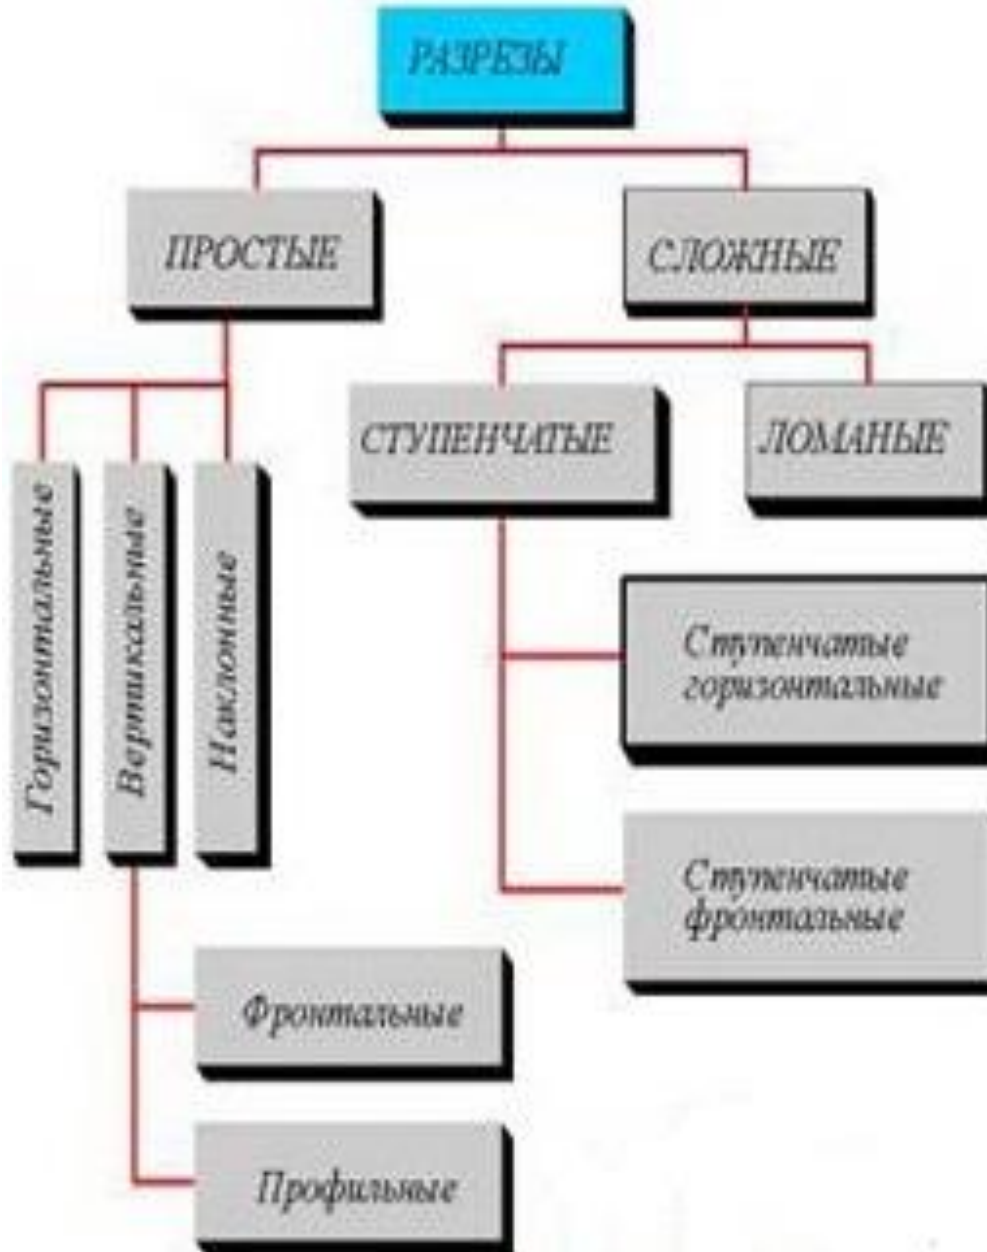 РАЗРЕЗЫ
ПРОСТЫЕ
СЛОЖНЫЕ
СТУПЕНЧАТЫЕ
ЛОМАНЫЕ
Горизонтальные
Вертикальные
Наклонные
Ступенчатые
горизонтальные
Ступенчатые
фронтальные
Фронтальные
Профильные